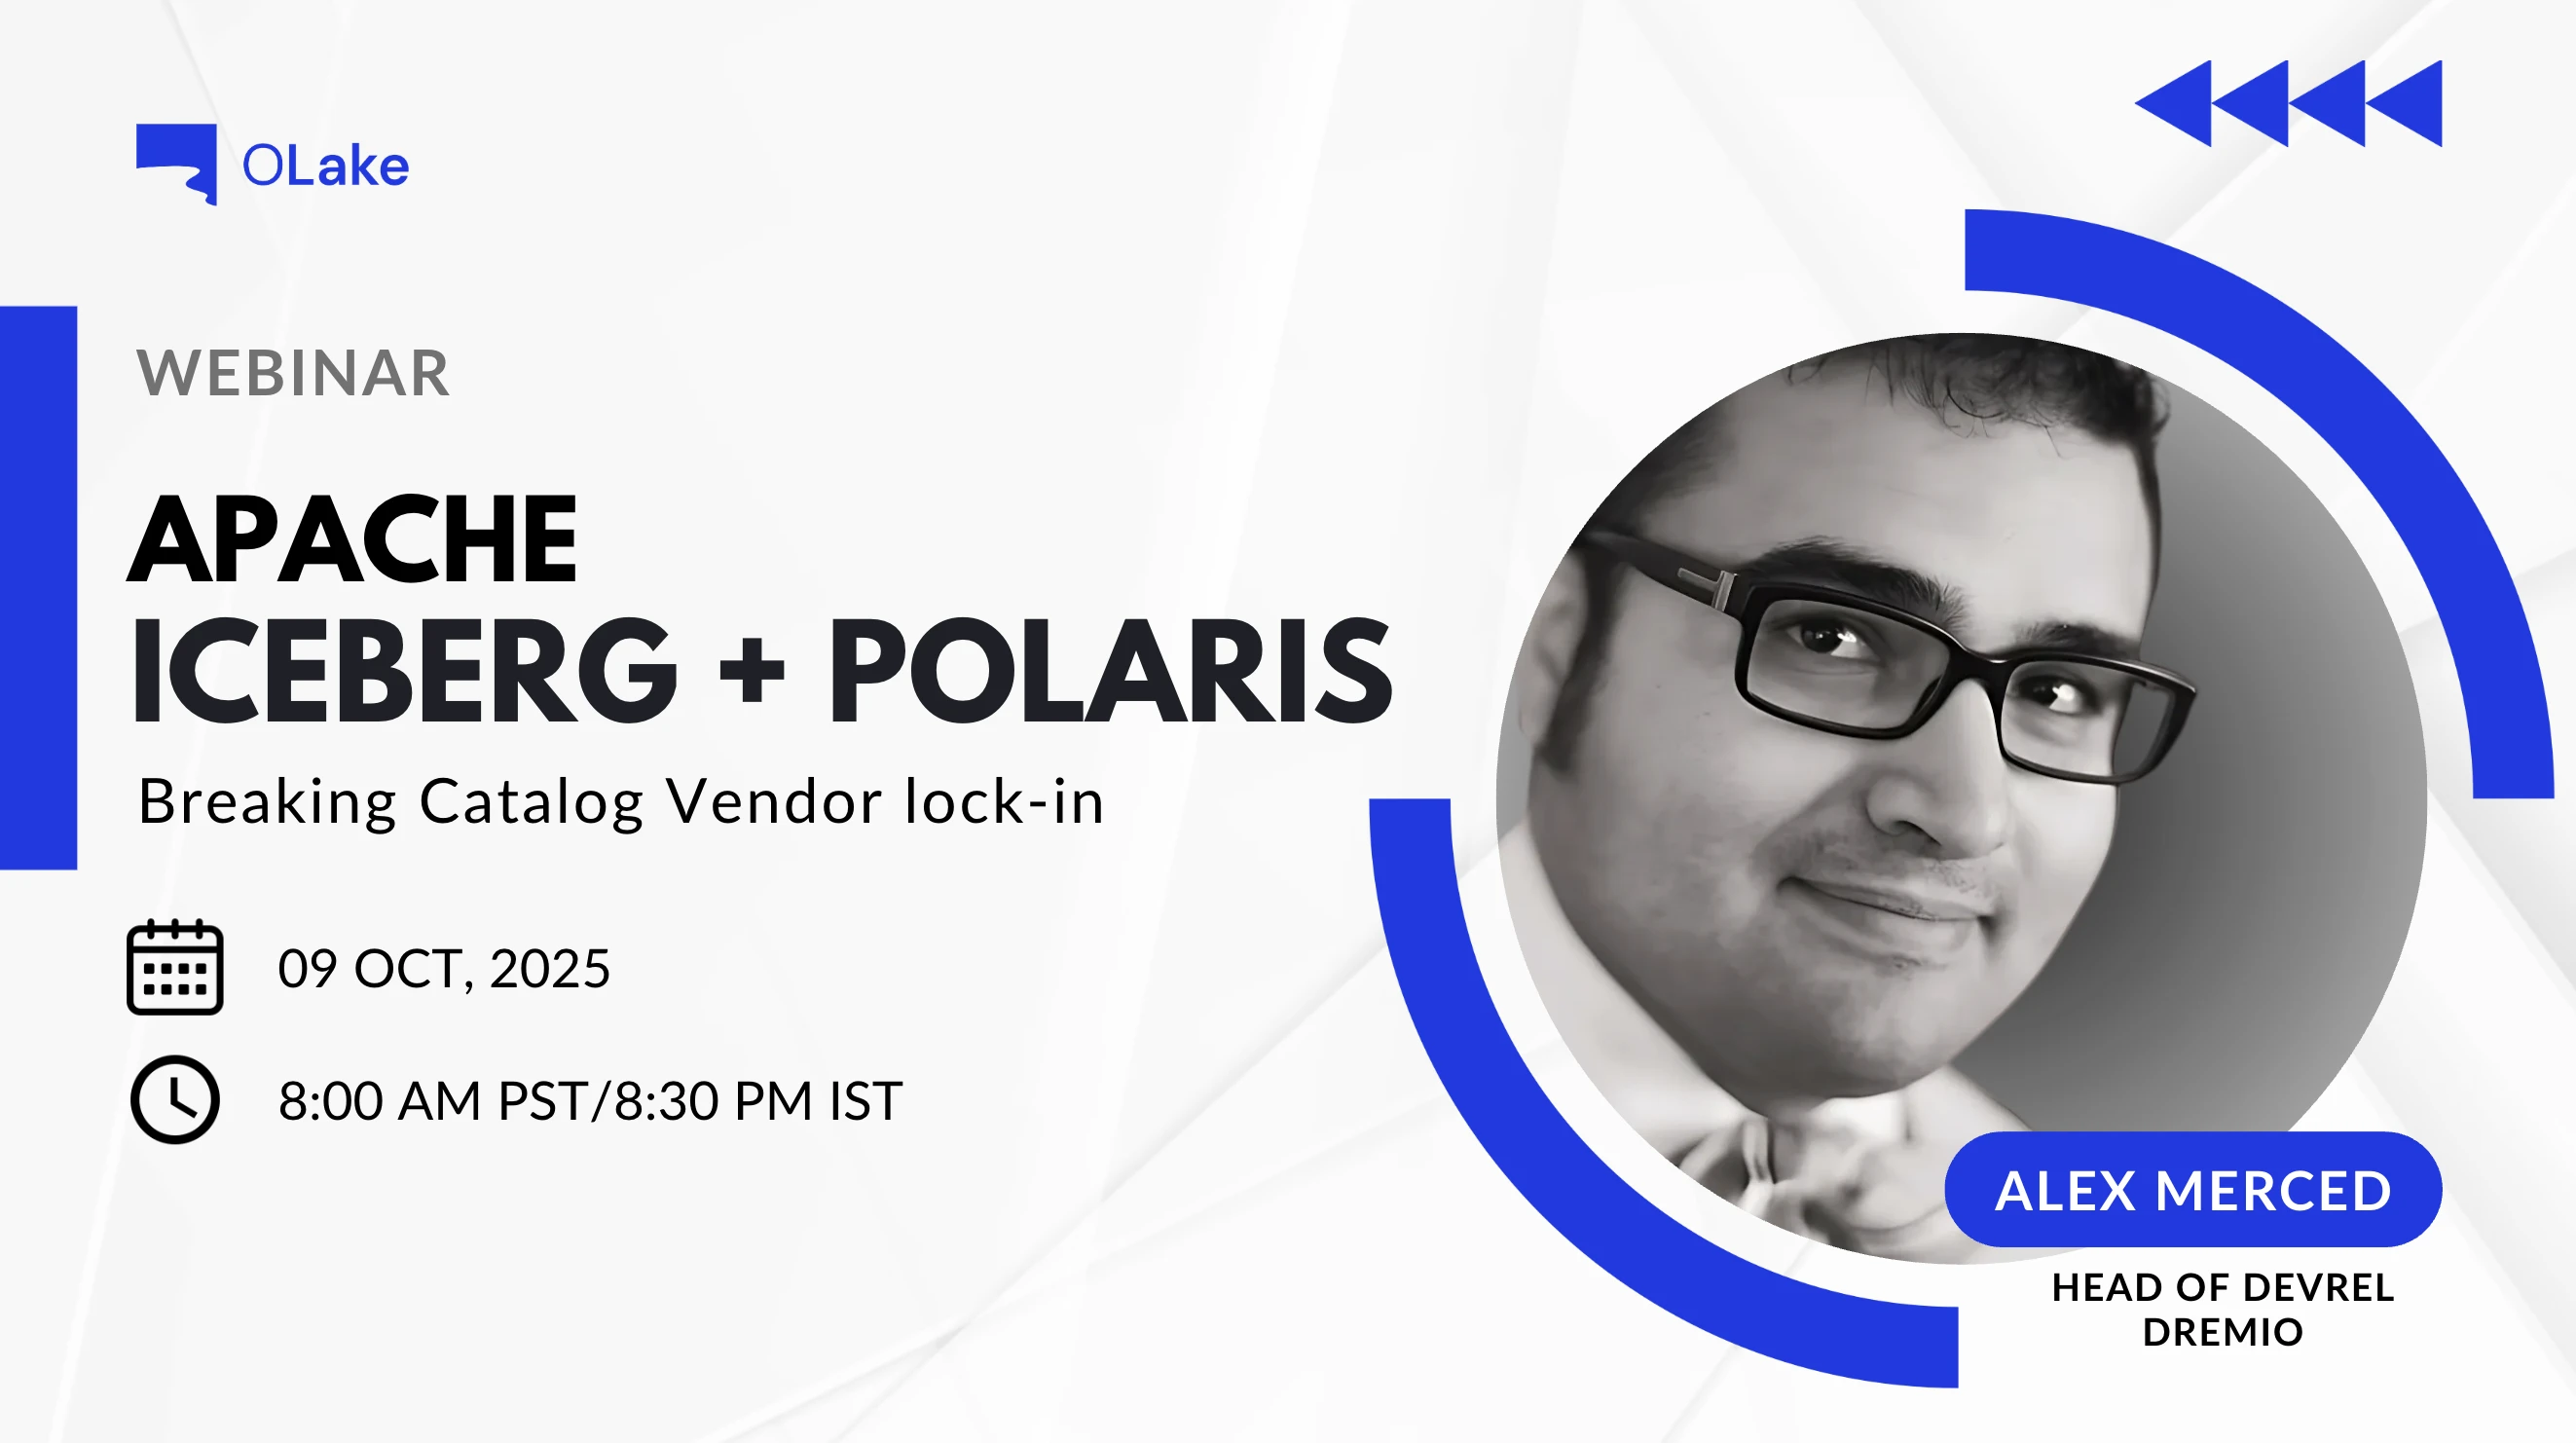 OLake
WEBINAR
APACHE
ICEBERG + POLARIS
Breaking Catalog Vendor lock-in
09 OCT, 2025
8:00 AM PST/8:30 PM IST
ALEX MERCED
HEAD OF DEVREL
DREMIO